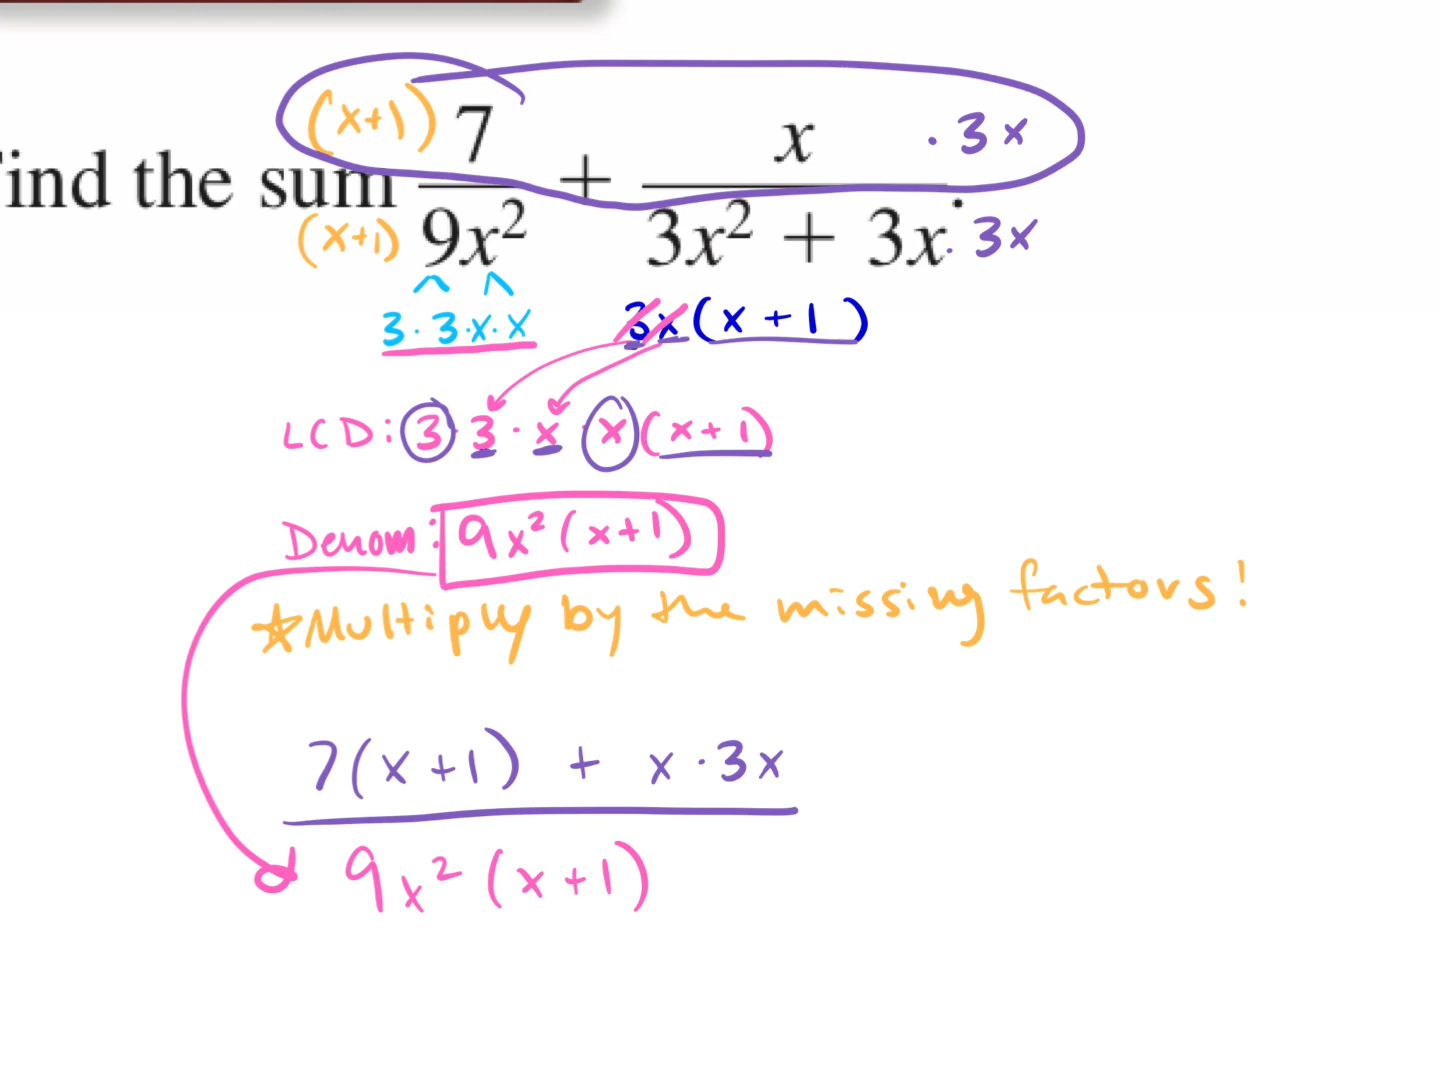 (x+1) 7 x · 3x
ind the sum + .
(x+1) 9x² 3x² + 3x · 3x
3·3·x·x 3x(x+1)
LCD: 3·3·x·x(x+1)
Denom: 9x²(x+1)
☆Multiply by the missing factors!
7(x+1) + x·3x
9x²(x+1)